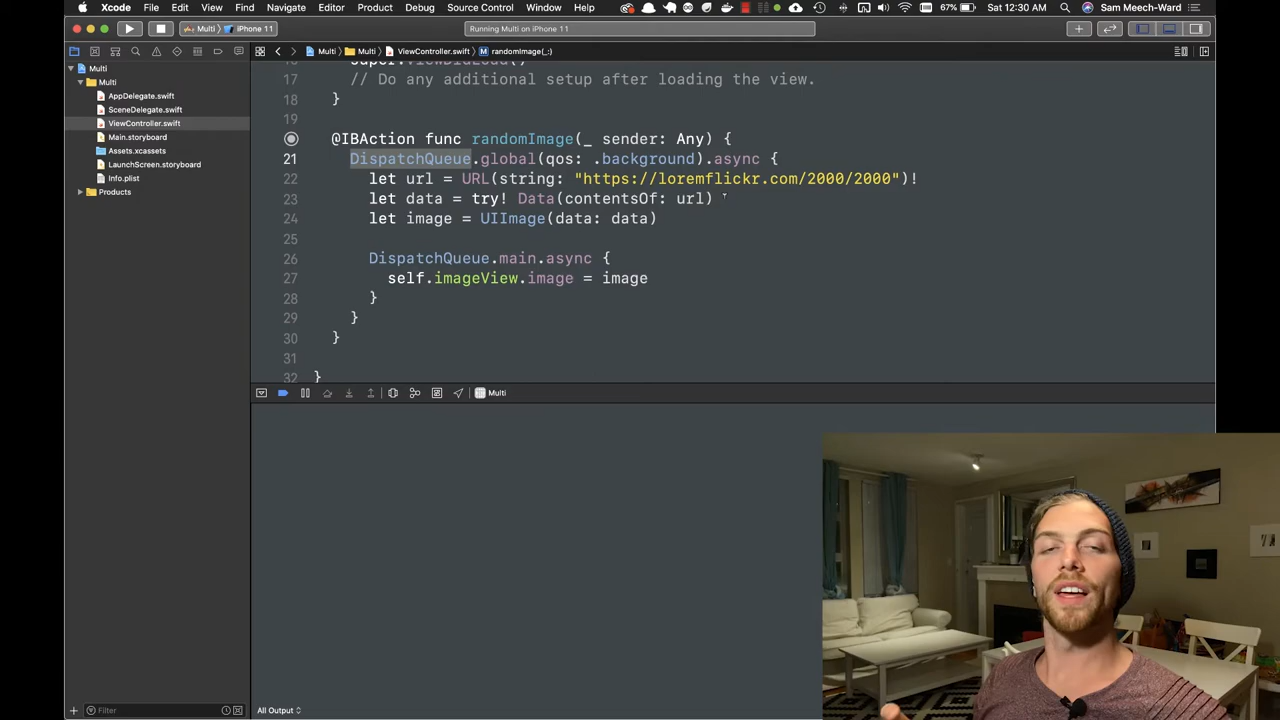 Xcode File Edit View Find Navigate Editor Product Debug Source Control Window Help 67% Sat 12:30 AM Sam Meech-Ward
Multi iPhone 11 Running Multi on iPhone 11
Multi Multi ViewController.swift randomImage(_:)
Multi
Multi
AppDelegate.swift
SceneDelegate.swift
ViewController.swift
Main.storyboard
Assets.xcassets
LaunchScreen.storyboard
Info.plist
Products
16 super.viewDidLoad()
17 // Do any additional setup after loading the view.
18 }
19
@IBAction func randomImage(_ sender: Any) {
21 DispatchQueue.global(qos: .background).async {
22 let url = URL(string: "https://loremflickr.com/2000/2000")!
23 let data = try! Data(contentsOf: url)
24 let image = UIImage(data: data)
25
26 DispatchQueue.main.async {
27 self.imageView.image = image
28 }
29 }
30 }
31
32 }
Multi
Filter
All Output